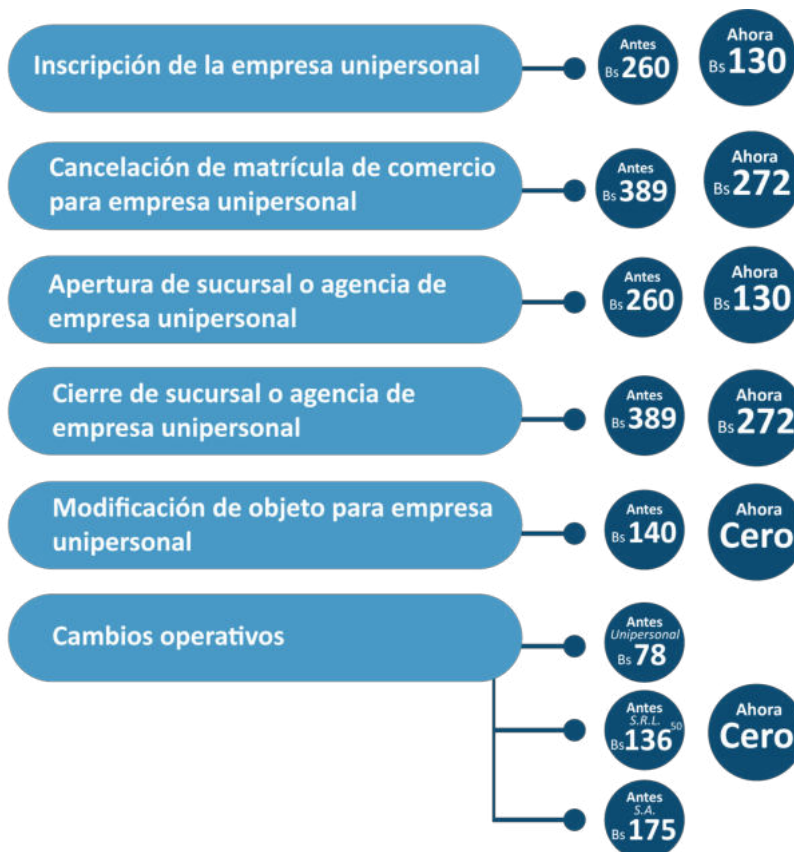 Inscripción de la empresa unipersonal
Antes
Bs 260
Ahora
Bs 130
Cancelación de matrícula de comercio
para empresa unipersonal
Antes
Bs 389
Ahora
Bs 272
Apertura de sucursal o agencia de
empresa unipersonal
Antes
Bs 260
Ahora
Bs 130
Cierre de sucursal o agencia de
empresa unipersonal
Antes
Bs 389
Ahora
Bs 272
Modificación de objeto para empresa
unipersonal
Antes
Bs 140
Ahora
Cero
Cambios operativos
Antes
Unipersonal
Bs 78
Antes
S.R.L.
Bs 136 50
Ahora
Cero
Antes
S.A.
Bs 175